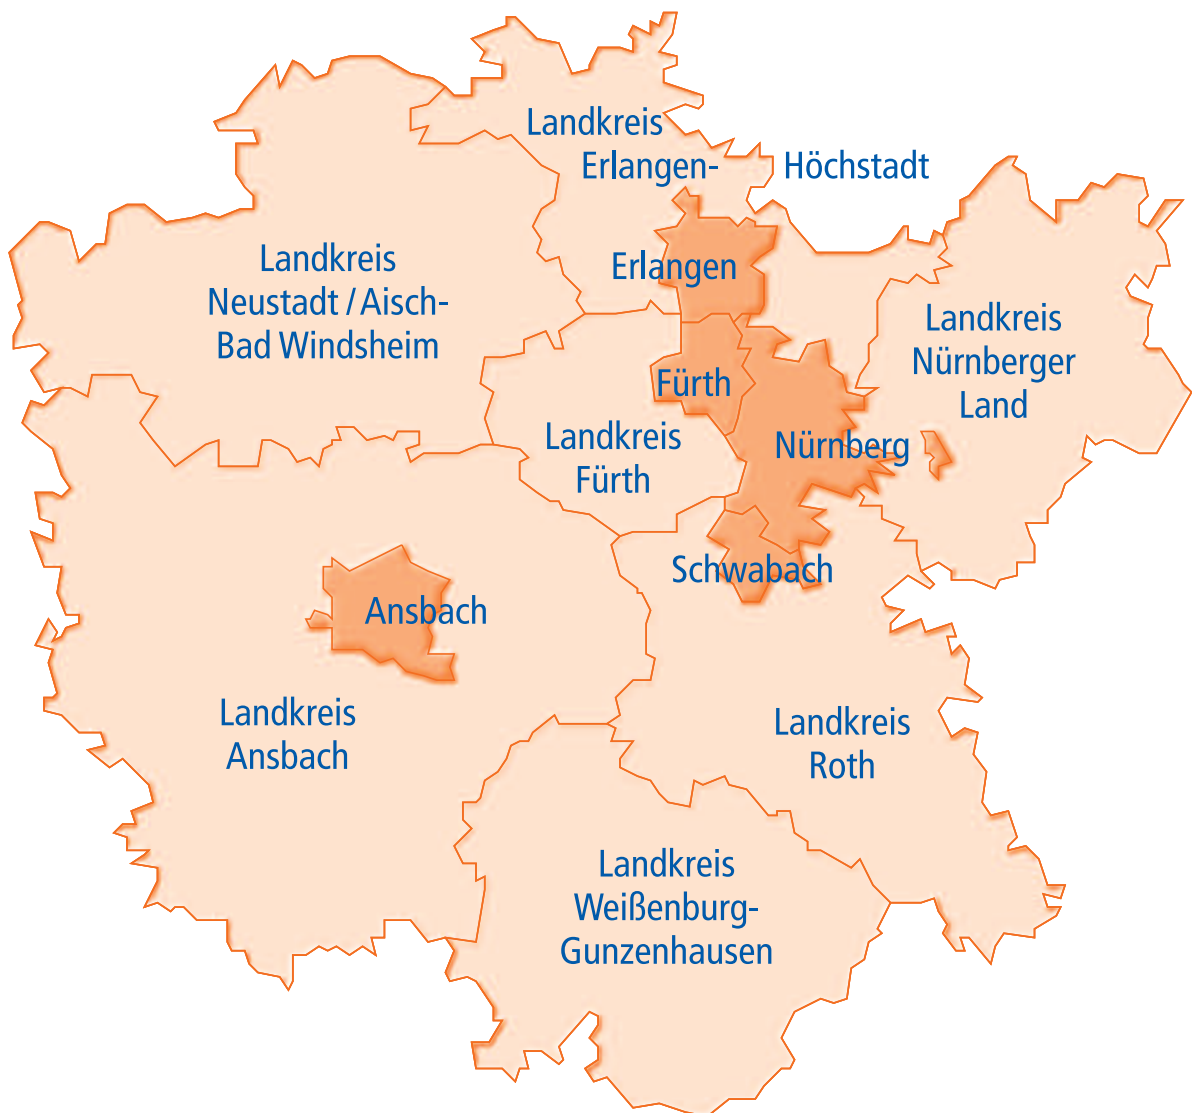 Landkreis
Erlangen-
Höchstadt
Landkreis
Neustadt / Aisch-
Bad Windsheim
Erlangen
Landkreis
Nürnberger
Land
Fürth
Landkreis
Fürth
Nürnberg
Schwabach
Ansbach
Landkreis
Ansbach
Landkreis
Roth
Landkreis
Weißenburg-
Gunzenhausen